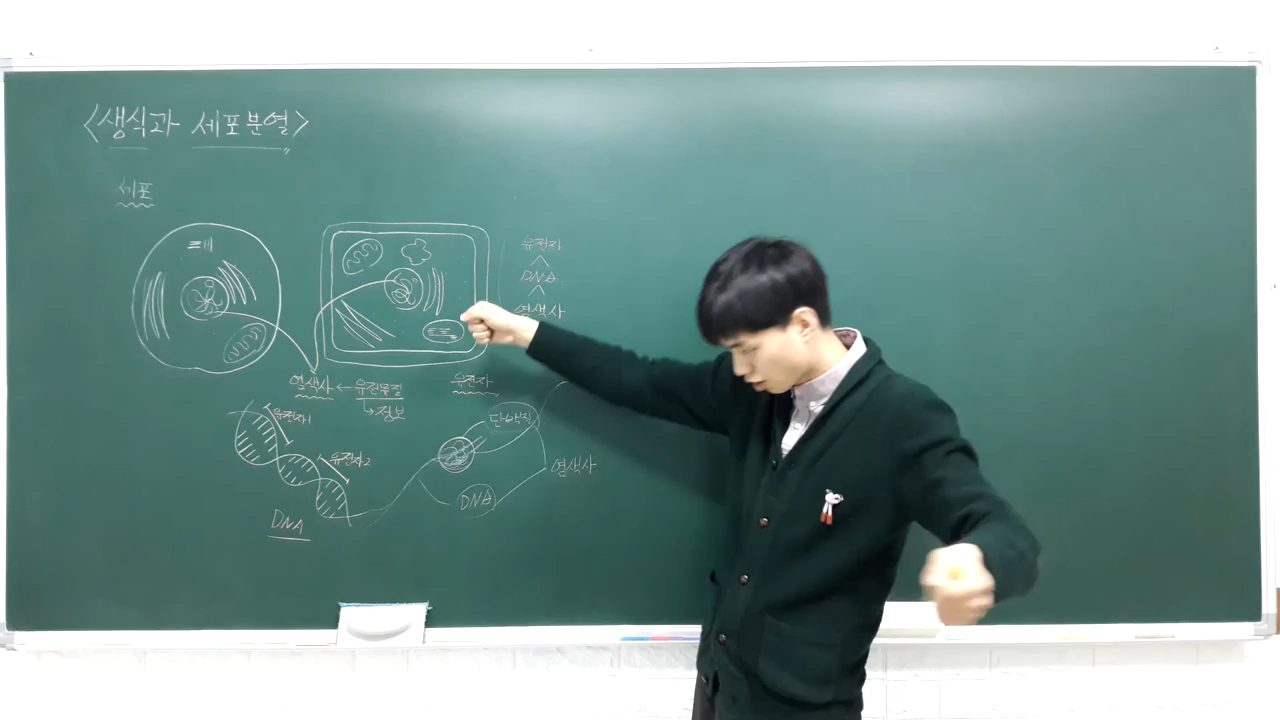 <생식과 세포분열>
세포
유전자
DNA
염색사
염색사 ← 유전물질
유전자
↳ 정보
유전자1
단백질
유전자2
염색사
DNA
DNA